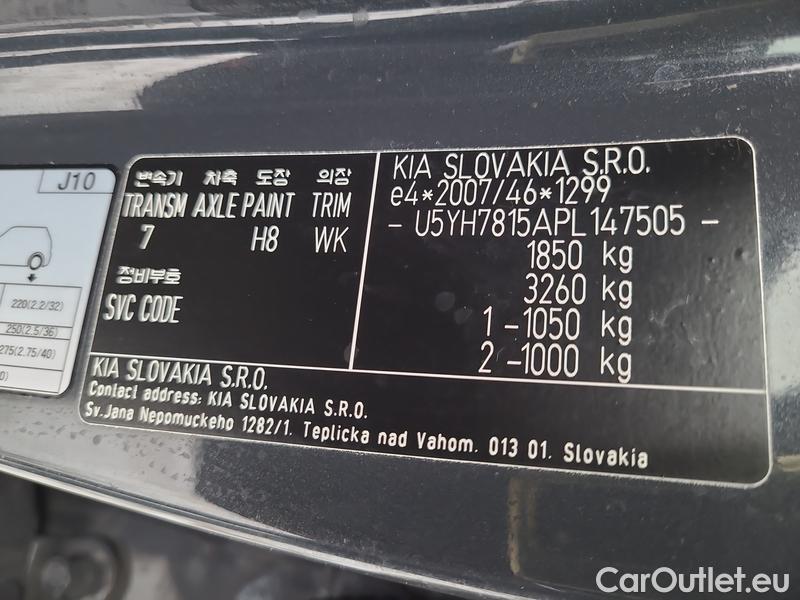 J10
220(2.2/32)
250(2.5/36)
275(2.75/40)
변속기 차축 도장 의장
TRANSM AXLE PAINT TRIM
7 H8 WK
정비부호
SVC CODE
KIA SLOVAKIA S.R.O.
e4*2007/46*1299
- U5YH7815APL147505 -
1850 kg
3260 kg
1-1050 kg
2-1000 kg
KIA SLOVAKIA S.R.O.
Contact address: KIA SLOVAKIA S.R.O.
Sv.Jana Nepomuckeho 1282/1. Teplicka nad Vahom. 013 01. Slovakia
CarOutlet.eu